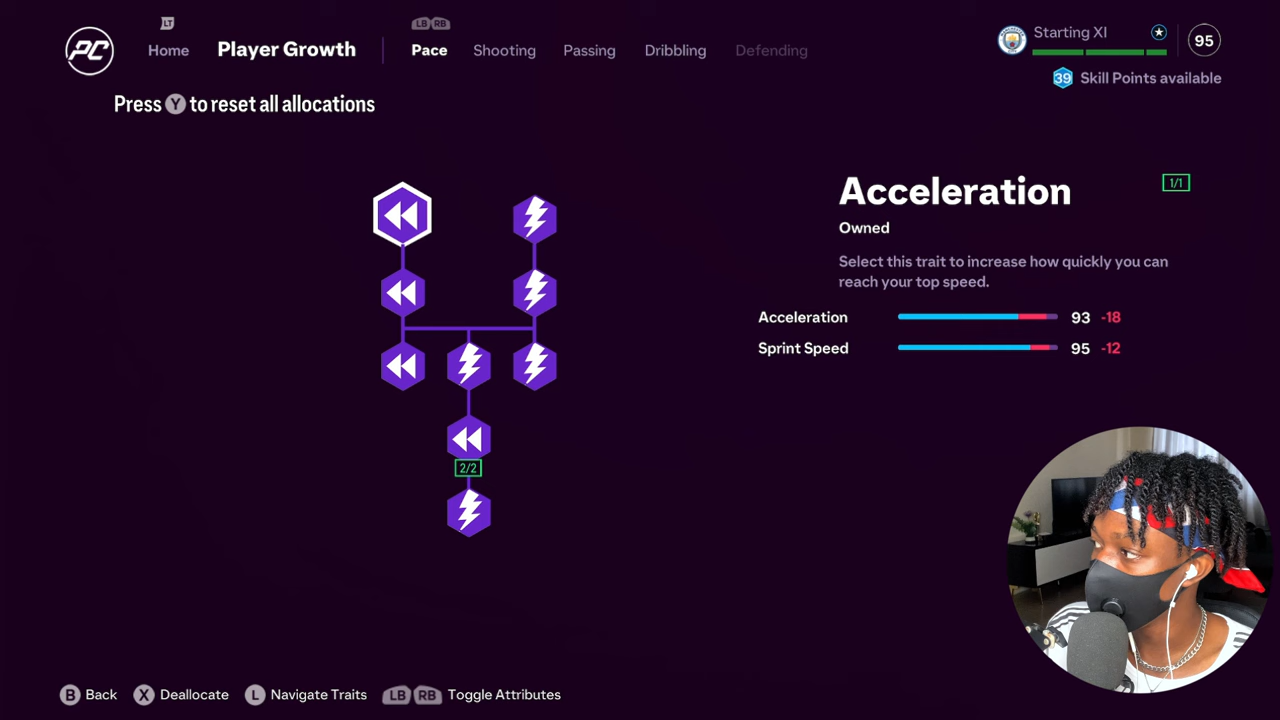 LT
LB RB
PC Home Player Growth Pace Shooting Passing Dribbling Defending
Starting XI 95
39 Skill Points available
Press Y to reset all allocations
Acceleration 1/1
Owned
Select this trait to increase how quickly you can
reach your top speed.
Acceleration 93 -18
Sprint Speed 95 -12
2/2
B Back X Deallocate L Navigate Traits LB RB Toggle Attributes